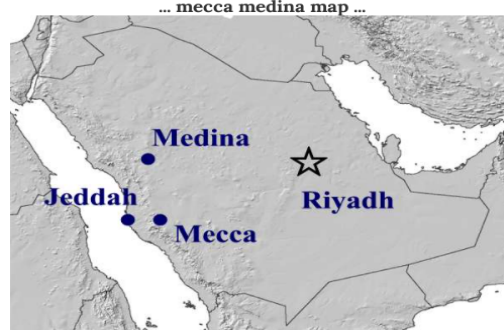 ... mecca medina map ...
Medina
Jeddah
Riyadh
Mecca